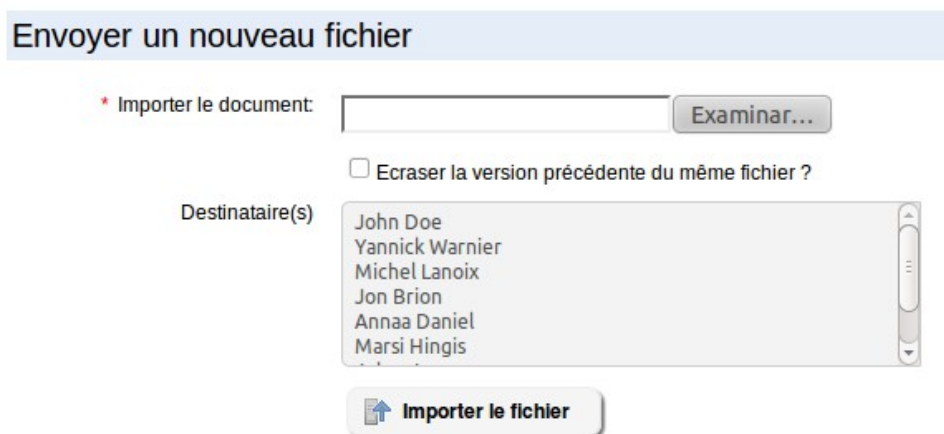 Envoyer un nouveau fichier
* Importer le document: Examinar...
Ecraser la version précédente du même fichier ?
Destinataire(s)
John Doe
Yannick Warnier
Michel Lanoix
Jon Brion
Annaa Daniel
Marsi Hingis
Importer le fichier